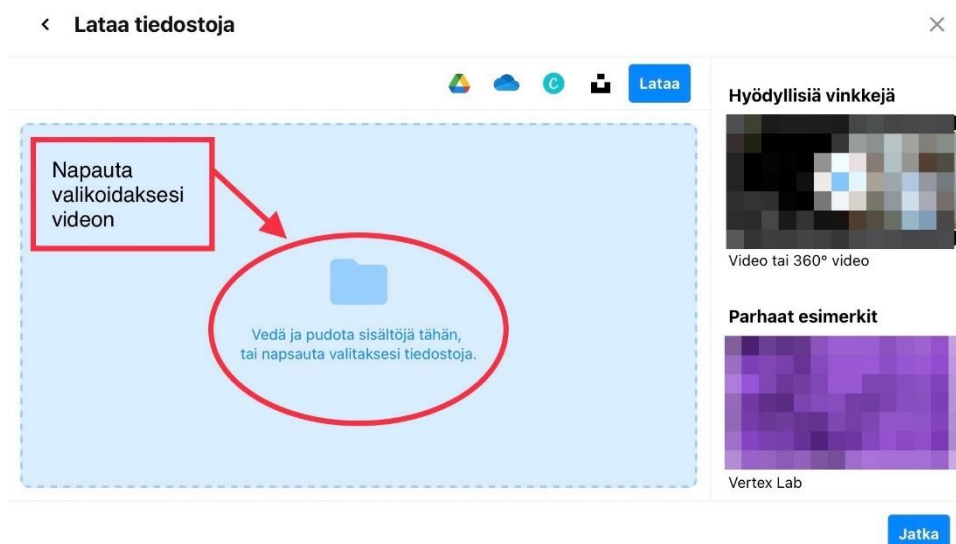 Lataa tiedostoja
Lataa
Hyödyllisiä vinkkejä
Napauta
valikoidaksesi
videon
Vedä ja pudota sisältöjä tähän,
tai napsauta valitaksesi tiedostoja.
Video tai 360° video
Parhaat esimerkit
Vertex Lab
Jatka